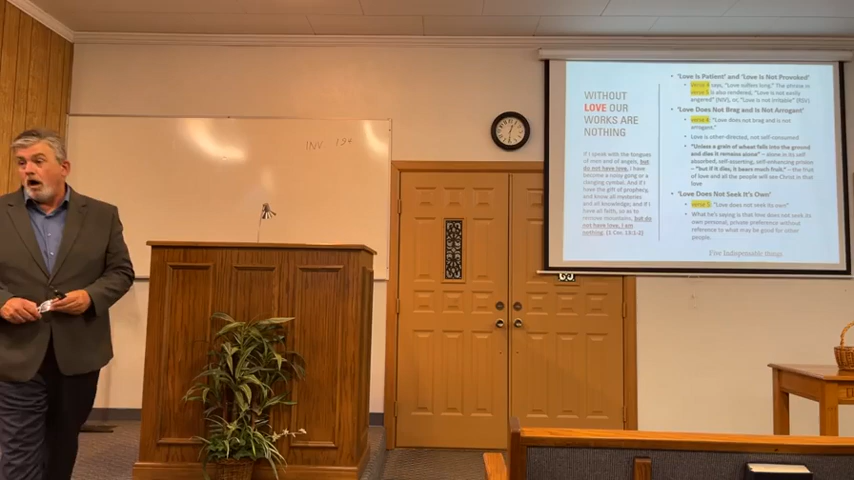 INV 194
WITHOUT
LOVE OUR
WORKS ARE
NOTHING
If I speak with the tongues
of men and of angels, but
do not have love, I have
become a noisy gong or a
clanging cymbal. And if I
have the gift of prophecy,
and know all mysteries
and all knowledge; and if I
have all faith, so as to
remove mountains, but do
not have love, I am
nothing. (1 Cor. 13:1-2)
• 'Love Is Patient' and 'Love Is Not Provoked'
• verse 4 says, "Love suffers long." The phrase in
verse 5 is also rendered, "Love is not easily
angered" (NIV), or, "Love is not irritable" (RSV)
• 'Love Does Not Brag and Is Not Arrogant'
• verse 4: "Love does not brag and is not
arrogant."
• Love is other-directed, not self-consumed
• "Unless a grain of wheat falls into the ground
and dies it remains alone" – alone in its self
absorbed, self-asserting, self-enhancing praise
– "but if it dies, it bears much fruit." – the fruit
of love and all the people will see Christ in that
love
• 'Love Does Not Seek It's Own'
• verse 5: "Love does not seek its own"
• What he's saying is that love does not seek its
own personal, private preference without
reference to what may be good for other
people.
Five Indispensable things